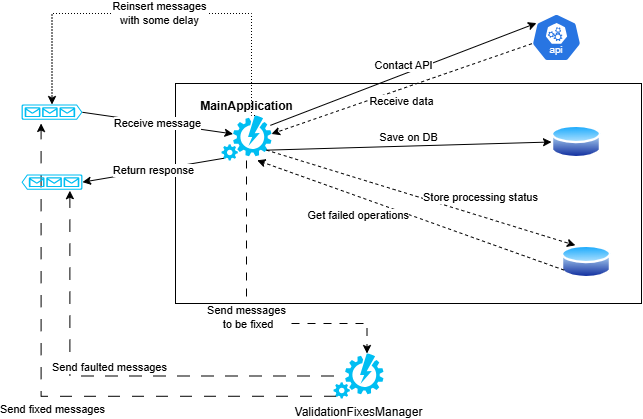 Reinsert messages
with some delay
Contact API
api
Receive data
MainApplication
Receive message
Save on DB
Return response
Store processing status
Get failed operations
Send messages
to be fixed
Send faulted messages
Send fixed messages
ValidationFixesManager